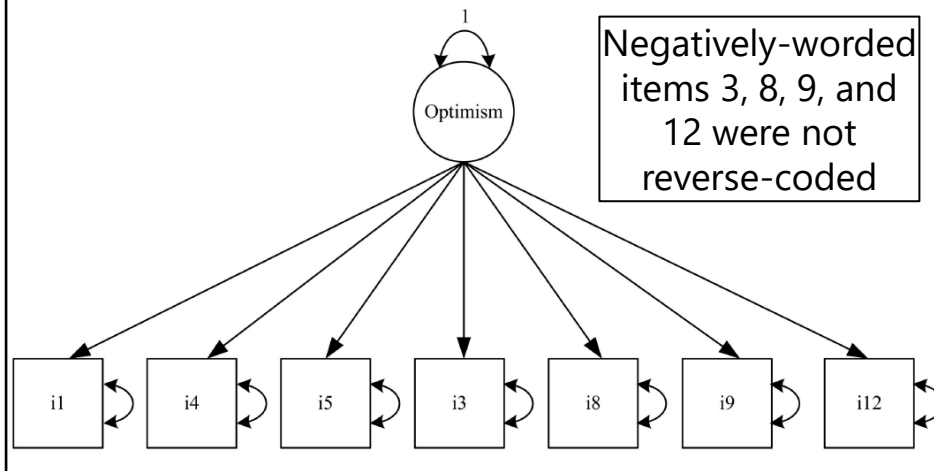 1
Optimism
Negatively-worded
items 3, 8, 9, and
12 were not
reverse-coded
i1 i4 i5 i3 i8 i9 i12